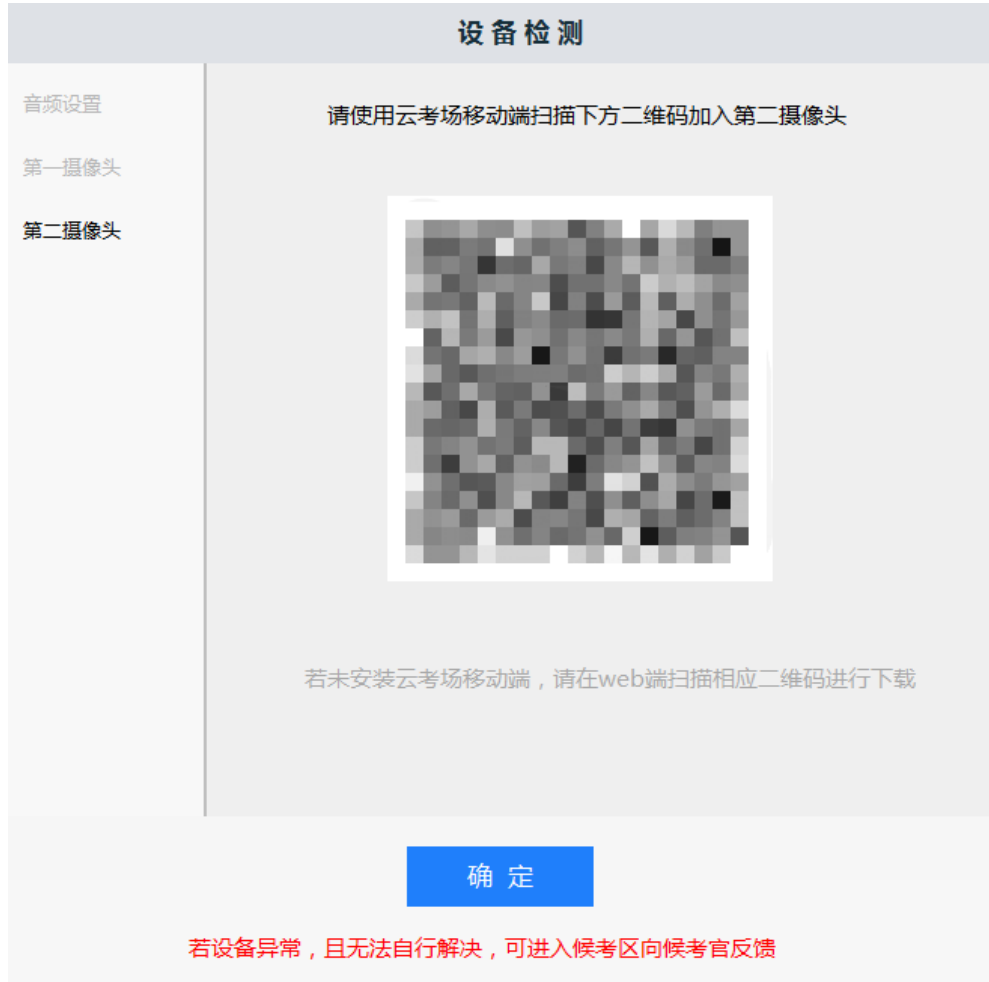 设备检测
音频设置
第一摄像头
第二摄像头
请使用云考场移动端扫描下方二维码加入第二摄像头
若未安装云考场移动端，请在web端扫描相应二维码进行下载
确定
若设备异常，且无法自行解决，可进入候考区向候考官反馈